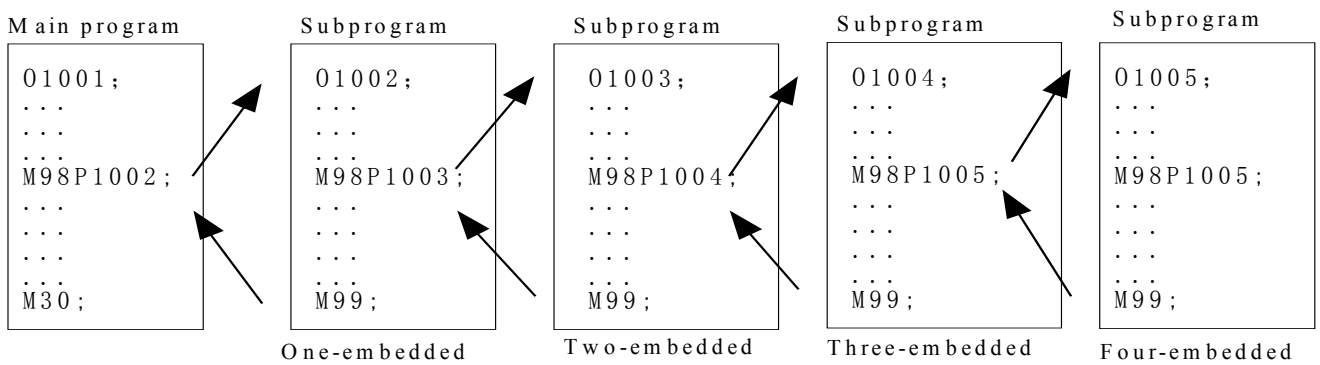 Main program
O1001;
...
...
...
M98P1002;
...
...
...
...
M30;
Subprogram
O1002;
...
...
...
M98P1003;
...
...
...
...
M99;
One-embedded
Subprogram
O1003;
...
...
...
M98P1004;
...
...
...
...
M99;
Two-embedded
Subprogram
O1004;
...
...
...
M98P1005;
...
...
...
...
M99;
Three-embedded
Subprogram
O1005;
...
...
...
M98P1005;
...
...
...
...
M99;
Four-embedded